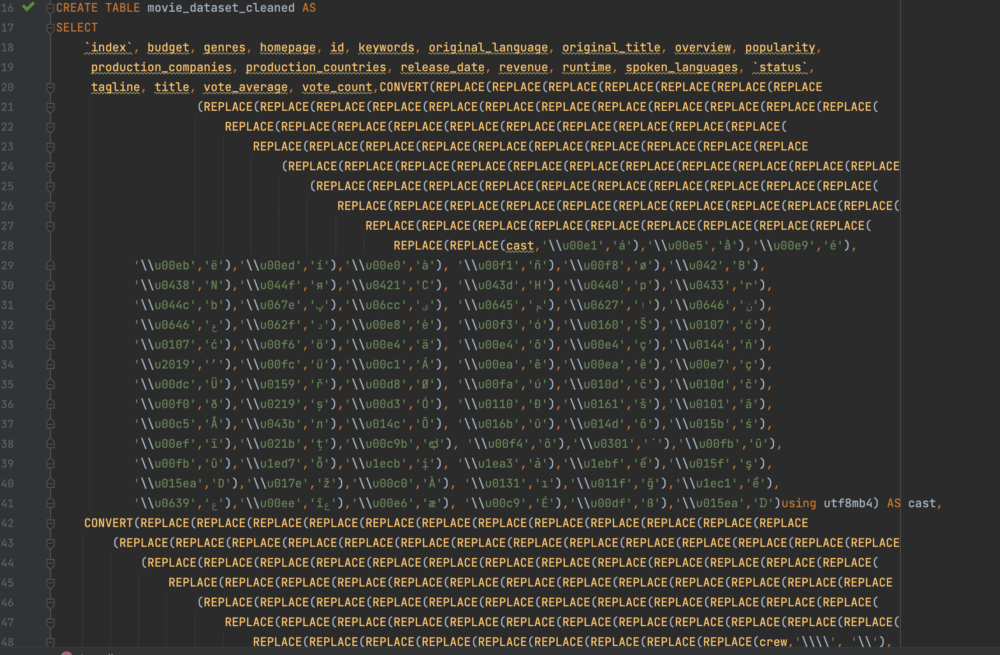 16 CREATE TABLE movie_dataset_cleaned AS
17 SELECT
18 `index`, budget, genres, homepage, id, keywords, original_language, original_title, overview, popularity,
19 production_companies, production_countries, release_date, revenue, runtime, spoken_languages, `status`,
20 tagline, title, vote_average, vote_count,CONVERT(REPLACE(REPLACE(REPLACE(REPLACE(REPLACE(REPLACE(REPLACE
21 (REPLACE(REPLACE(REPLACE(REPLACE(REPLACE(REPLACE(REPLACE(REPLACE(REPLACE(REPLACE(REPLACE(REPLACE(
22 REPLACE(REPLACE(REPLACE(REPLACE(REPLACE(REPLACE(REPLACE(REPLACE(REPLACE(REPLACE(
23 REPLACE(REPLACE(REPLACE(REPLACE(REPLACE(REPLACE(REPLACE(REPLACE(REPLACE(REPLACE
24 (REPLACE(REPLACE(REPLACE(REPLACE(REPLACE(REPLACE(REPLACE(REPLACE(REPLACE(REPLACE(REPLACE
25 (REPLACE(REPLACE(REPLACE(REPLACE(REPLACE(REPLACE(REPLACE(REPLACE(REPLACE(REPLACE(
26 REPLACE(REPLACE(REPLACE(REPLACE(REPLACE(REPLACE(REPLACE(REPLACE(REPLACE(REPLACE(
27 REPLACE(REPLACE(REPLACE(REPLACE(REPLACE(REPLACE(REPLACE(REPLACE(REPLACE(
28 REPLACE(REPLACE(cast,'\\u00e1','á'),'\\u00e5','å'),'\\u00e9','é'),
29 '\\u00eb','ë'),'\\u00ed','í'),'\\u00e0','à'), '\\u00f1','ñ'),'\\u00f8','ø'),'\\u042','B'),
30 '\\u0438','N'),'\\u044f','я'),'\\u0421','C'), '\\u043d','H'),'\\u0440','p'),'\\u0433','r'),
31 '\\u044c','b'),'\\u067e','پ'),'\\u06cc','ی'), '\\u0645','م'),'\\u0627','ا'),'\\u0646','ن'),
32 '\\u0646','ع'),'\\u062f','د'),'\\u00e8','è'), '\\u00f3','ó'),'\\u0160','Š'),'\\u0107','ć'),
33 '\\u0107','ć'),'\\u00f6','ö'),'\\u00e4','ä'), '\\u00e4','ô'),'\\u00e4','ç'),'\\u0144','ń'),
34 '\\u2019','’'),'\\u00fc','ü'),'\\u00c1','Á'), '\\u00ea','ê'),'\\u00ea','ê'),'\\u00e7','ç'),
35 '\\u00dc','Ü'),'\\u0159','ř'),'\\u00d8','Ø'), '\\u00fa','ú'),'\\u010d','č'),'\\u010d','č'),
36 '\\u00f0','ð'),'\\u0219','ș'),'\\u00d3','Ó'), '\\u0110','Đ'),'\\u0161','š'),'\\u0101','ā'),
37 '\\u00c5','Å'),'\\u043b','л'),'\\u014c','Ō'), '\\u016b','ū'),'\\u014d','ō'),'\\u015b','ś'),
38 '\\u00ef','ï'),'\\u021b','ț'),'\\u00c9b','ಛ'), '\\u00f4','ô'),'\\u0301','´'),'\\u00fb','û'),
39 '\\u00fb','û'),'\\u1ed7','ỗ'),'\\u1ecb','ị'), '\\u1ea3','ả'),'\\u1ebf','ế'),'\\u015f','ş'),
40 '\\u015ea','D'),'\\u017e','ž'),'\\u00c0','À'), '\\u0131','ı'),'\\u011f','ğ'),'\\u1ec1','ề'),
41 '\\u0639','ع'),'\\u00ee','îع'),'\\u00e6','æ'), '\\u00c9','É'),'\\u00df','ß'),'\\u015ea','D')using utf8mb4) AS cast,
42 CONVERT(REPLACE(REPLACE(REPLACE(REPLACE(REPLACE(REPLACE(REPLACE(REPLACE(REPLACE(REPLACE(REPLACE(REPLACE
43 (REPLACE(REPLACE(REPLACE(REPLACE(REPLACE(REPLACE(REPLACE(REPLACE(REPLACE(REPLACE(REPLACE(REPLACE(REPLACE(REPLACE
44 (REPLACE(REPLACE(REPLACE(REPLACE(REPLACE(REPLACE(REPLACE(REPLACE(REPLACE(REPLACE(REPLACE(REPLACE(REPLACE(
45 REPLACE(REPLACE(REPLACE(REPLACE(REPLACE(REPLACE(REPLACE(REPLACE(REPLACE(REPLACE(REPLACE(REPLACE(REPLACE
46 (REPLACE(REPLACE(REPLACE(REPLACE(REPLACE(REPLACE(REPLACE(REPLACE(REPLACE(REPLACE(REPLACE(REPLACE(
47 REPLACE(REPLACE(REPLACE(REPLACE(REPLACE(REPLACE(REPLACE(REPLACE(REPLACE(REPLACE(REPLACE(REPLACE(
48 REPLACE(REPLACE(REPLACE(REPLACE(REPLACE(REPLACE(REPLACE(REPLACE(REPLACE(crew,'\\\\', '\\'),